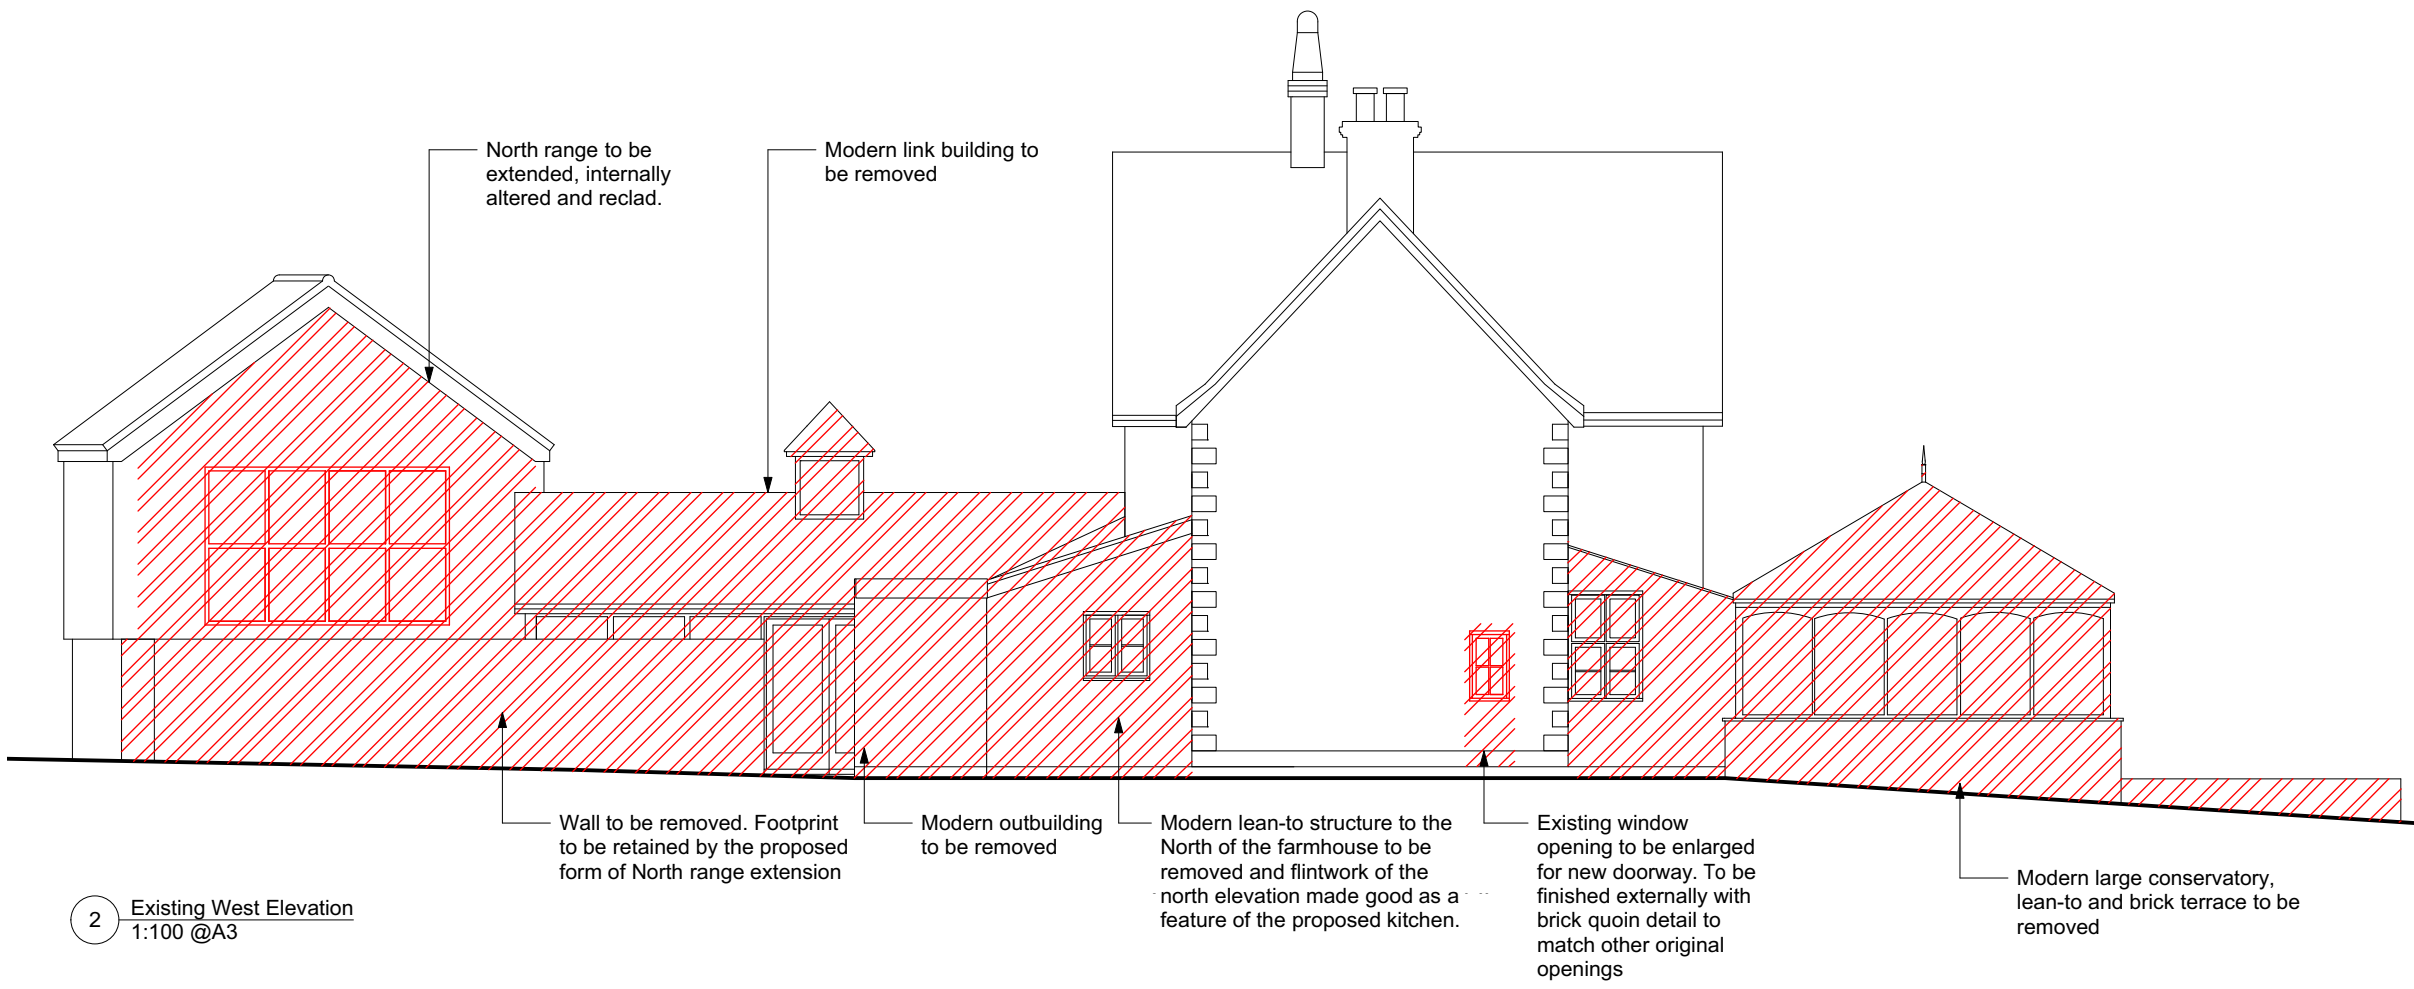 North range to be
extended, internally
altered and reclad.
Modern link building to
be removed
Wall to be removed. Footprint
to be retained by the proposed
form of North range extension
Modern outbuilding
to be removed
Modern lean-to structure to the
North of the farmhouse to be
removed and flintwork of the
north elevation made good as a
feature of the proposed kitchen.
Existing window
opening to be enlarged
for new doorway. To be
finished externally with
brick quoin detail to
match other original
openings
Modern large conservatory,
lean-to and brick terrace to be
removed
2
Existing West Elevation
1:100 @A3